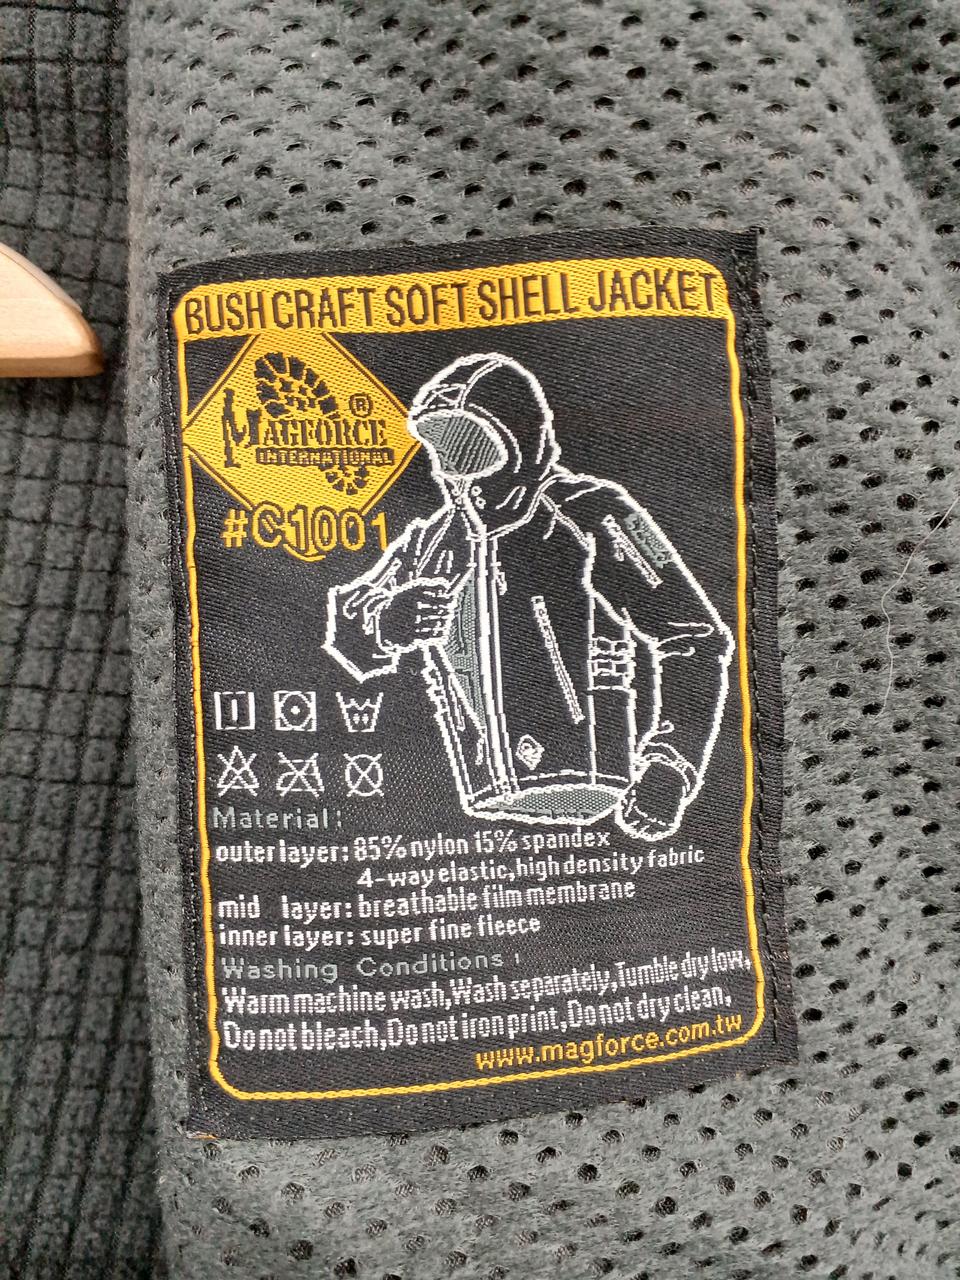 BUSH CRAFT SOFT SHELL JACKET
MAGFORCE ®
INTERNATIONAL
#C1001
Material:
outer layer: 85% nylon 15% spandex
4-way elastic, high density fabric
mid layer: breathable film membrane
inner layer: super fine fleece
Washing Conditions :
Warm machine wash, Wash separately, Tumble dry low,
Do not bleach, Do not iron print, Do not dry clean,
www.magforce.com.tw